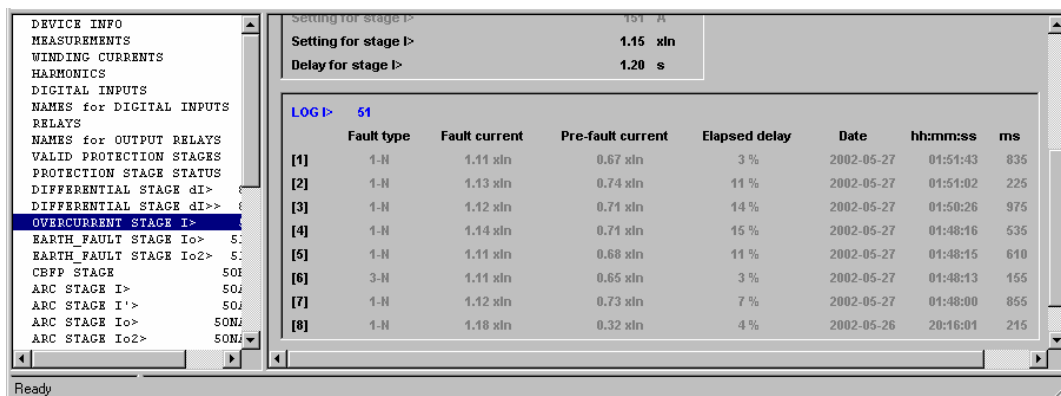 DEVICE INFO
MEASUREMENTS
WINDING CURRENTS
HARMONICS
DIGITAL INPUTS
NAMES for DIGITAL INPUTS
RELAYS
NAMES for OUTPUT RELAYS
VALID PROTECTION STAGES
PROTECTION STAGE STATUS
DIFFERENTIAL STAGE dI>
DIFFERENTIAL STAGE dI>>
OVERCURRENT STAGE I>
EARTH_FAULT STAGE Io>
EARTH_FAULT STAGE Io2>
CBFP STAGE
ARC STAGE I>
ARC STAGE I'>
ARC STAGE Io> 50NA
ARC STAGE Io2> 50NA
Setting for stage I> 151 A
Setting for stage I> 1.15 xIn
Delay for stage I> 1.20 s
LOG I> 51
Fault type Fault current Pre-fault current Elapsed delay Date hh:mm:ss ms
[1] 1-N 1.11 xIn 0.67 xIn 3 % 2002-05-27 01:51:43 835
[2] 1-N 1.13 xIn 0.74 xIn 11 % 2002-05-27 01:51:02 225
[3] 1-N 1.12 xIn 0.71 xIn 14 % 2002-05-27 01:50:26 975
[4] 1-N 1.14 xIn 0.71 xIn 15 % 2002-05-27 01:48:16 535
[5] 1-N 1.11 xIn 0.68 xIn 11 % 2002-05-27 01:48:15 610
[6] 3-N 1.11 xIn 0.65 xIn 3 % 2002-05-27 01:48:13 155
[7] 1-N 1.12 xIn 0.73 xIn 7 % 2002-05-27 01:48:00 855
[8] 1-N 1.18 xIn 0.32 xIn 4 % 2002-05-26 20:16:01 215
Ready